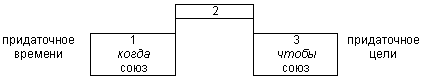 2
придаточное времени
1
когда
союз
3
чтобы
союз
придаточное цели